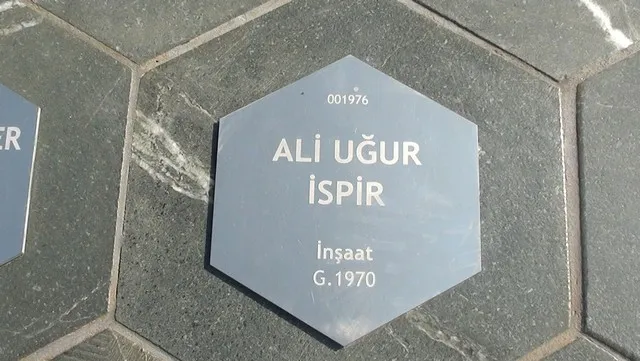 001976
ALİ UĞUR
İSPİR
İnşaat
G.1970